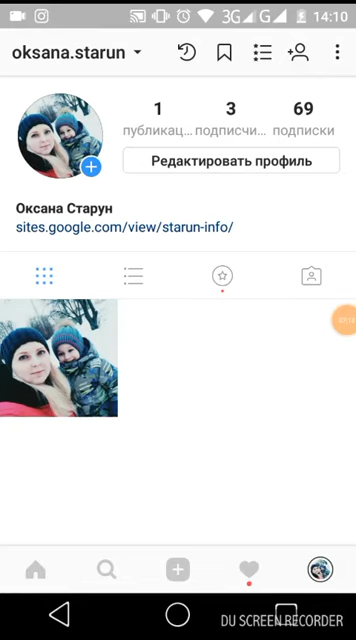 3G G 14:10
oksana.starun
1 3 69
публикац... подписчи... подписки
Редактировать профиль
Оксана Старун
sites.google.com/view/starun-info/
DU SCREEN RECORDER